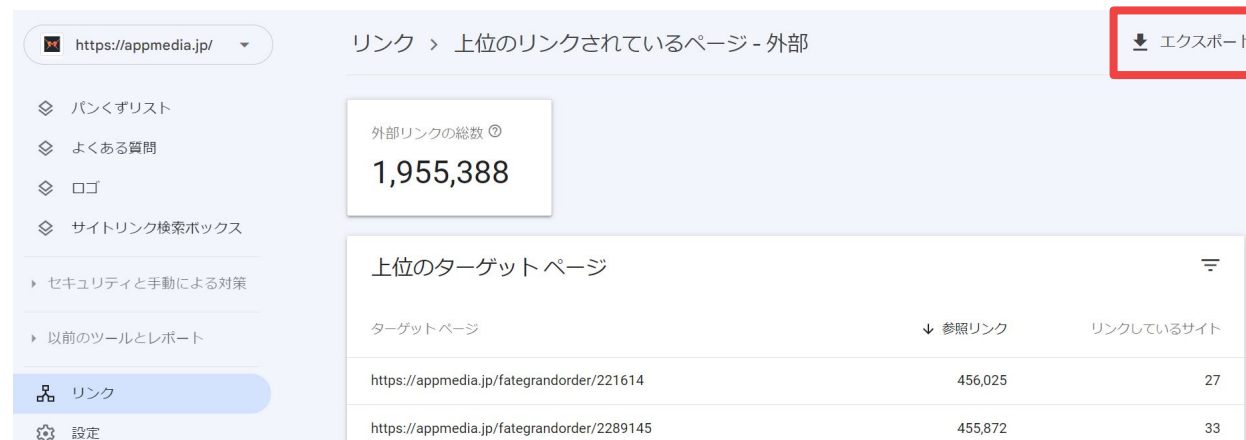 https://appmedia.jp/
パンくずリスト
よくある質問
ロゴ
サイトリンク検索ボックス
セキュリティと手動による対策
以前のツールとレポート
リンク
設定
リンク > 上位のリンクされているページ - 外部
エクスポート
外部リンクの総数
1,955,388
上位のターゲット ページ
ターゲット ページ 参照リンク リンクしているサイト
https://appmedia.jp/fategrandorder/221614 456,025 27
https://appmedia.jp/fategrandorder/2289145 455,872 33